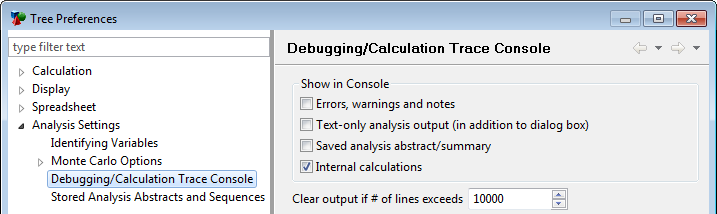 Tree Preferences
type filter text
Calculation
Display
Spreadsheet
Analysis Settings
Identifying Variables
Monte Carlo Options
Debugging/Calculation Trace Console
Stored Analysis Abstracts and Sequences
Debugging/Calculation Trace Console
Show in Console
Errors, warnings and notes
Text-only analysis output (in addition to dialog box)
Saved analysis abstract/summary
Internal calculations
Clear output if # of lines exceeds 10000